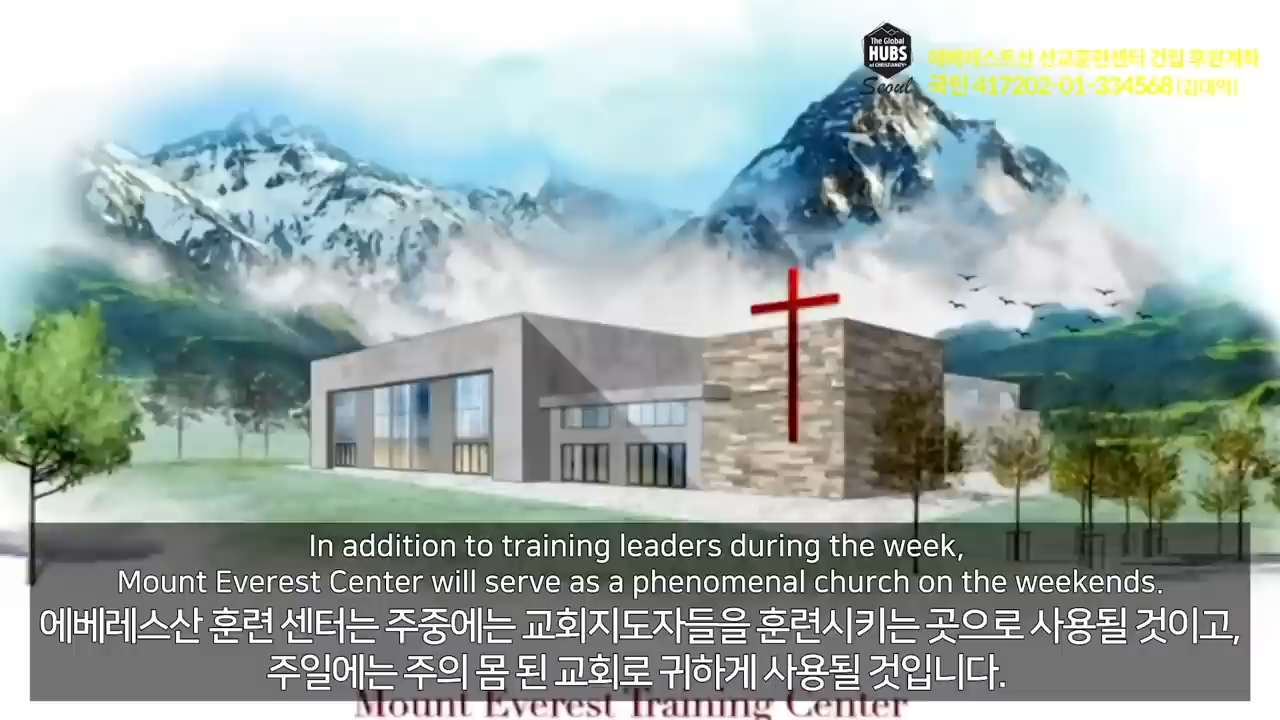 The Global
HUBS
of CHRISTIANITY
Seoul
에베레스트산 선교훈련센터 건립 후원계좌
국민 417202-01-334568 (김대억)
In addition to training leaders during the week,
Mount Everest Center will serve as a phenomenal church on the weekends.
에베레스산 훈련 센터는 주중에는 교회지도자들을 훈련시키는 곳으로 사용될 것이고,
주일에는 주의 몸 된 교회로 귀하게 사용될 것입니다.
Mount Everest Training Center